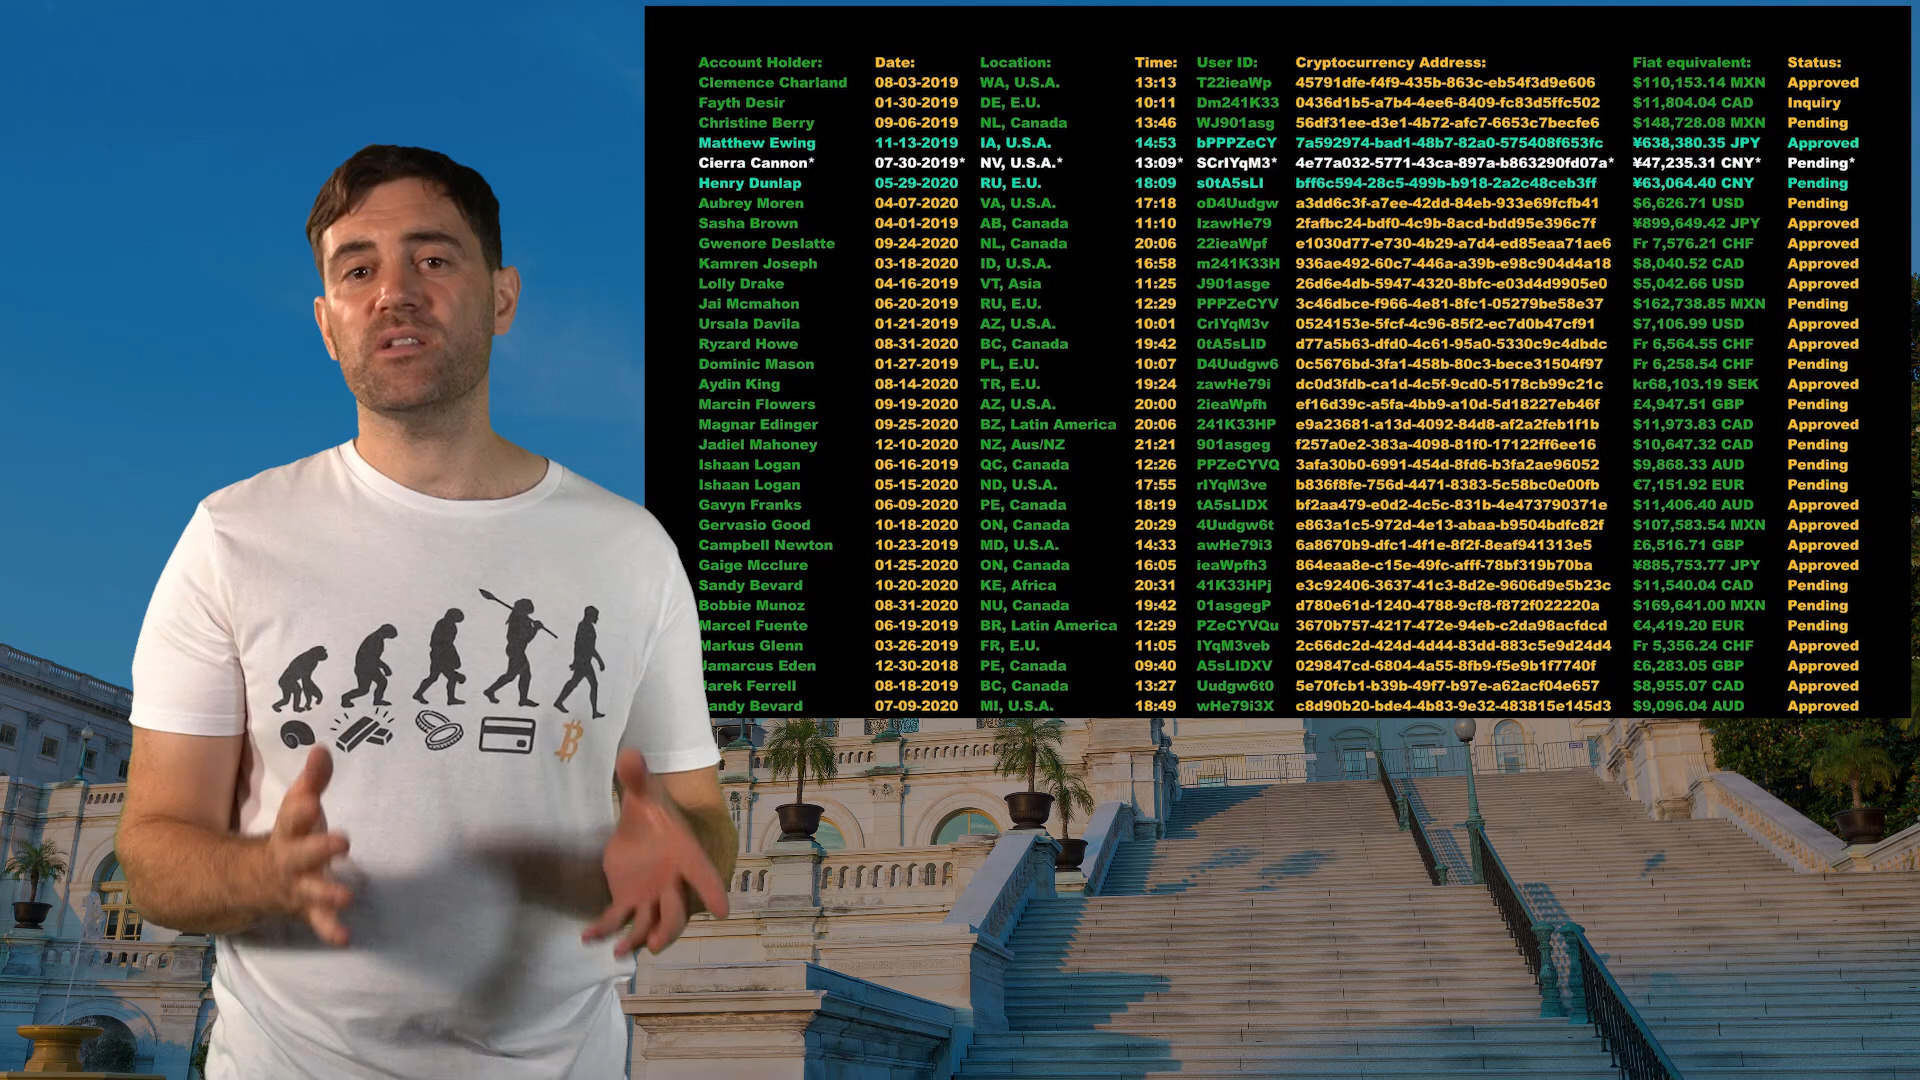 Account Holder: Date: Location: Time: User ID: Cryptocurrency Address: Fiat equivalent: Status:
Clemence Charland 08-03-2019 WA, U.S.A. 13:13 T22ieaWp 45791dfe-f4f9-435b-863c-eb54f3d9e606 $110,153.14 MXN Approved
Fayth Desir 01-30-2019 DE, E.U. 10:11 Dm241K33 0436d1b5-a7b4-4ee6-8409-fc83d5ffc502 $11,804.04 CAD Inquiry
Christine Berry 09-06-2019 NL, Canada 13:46 WJ901asg 56df31ee-d3e1-4b72-afc7-6653c7becfe6 $148,728.08 MXN Pending
Matthew Ewing 11-13-2019 IA, U.S.A. 14:53 bPPPZeCY 7a592974-bad1-48b7-82a0-575408f653fc ¥638,380.35 JPY Approved
Cierra Cannon* 07-30-2019* NV, U.S.A.* 13:09* SCrIYqM3* 4e77a032-5771-43ca-897a-b863290fd07a* ¥47,235.31 CNY* Pending*
Henry Dunlap 05-29-2020 RU, E.U. 18:09 s0tA5sLI bff6c594-28c5-499b-b918-2a2c48ceb3ff ¥63,064.40 CNY Pending
Aubrey Moren 04-07-2020 VA, U.S.A. 17:18 oD4Uudgw a3dd6c3f-a7ee-42dd-84eb-933e69fcfb41 $6,626.71 USD Pending
Sasha Brown 04-01-2019 AB, Canada 11:10 IzawHe79 2fafbc24-bdf0-4c9b-8acd-bdd95e396c7f ¥899,649.42 JPY Approved
Gwenore Deslatte 09-24-2020 NL, Canada 20:06 22ieaWpf e1030d77-e730-4b29-a7d4-ed85eaa71ae6 Fr 7,576.21 CHF Approved
Kamren Joseph 03-18-2020 ID, U.S.A. 16:58 m241K33H 936ae492-60c7-446a-a39b-e98c904d4a18 $8,040.52 CAD Approved
Lolly Drake 04-16-2019 VT, Asia 11:25 J901asge 26d6e4db-5947-4320-8bfc-e03d4d9905e0 $5,042.66 USD Approved
Jai Mcmahon 06-20-2019 RU, E.U. 12:29 PPPZeCYV 3c46dbce-f966-4e81-8fc1-05279be58e37 $162,738.85 MXN Pending
Ursala Davila 01-21-2019 AZ, U.S.A. 10:01 CrIYqM3v 0524153e-5fcf-4c96-85f2-ec7d0b47cf91 $7,106.99 USD Approved
Ryzard Howe 08-31-2020 BC, Canada 19:42 0tA5sLID d77a5b63-dfd0-4c61-95a0-5330c9c4dbdc Fr 6,564.55 CHF Approved
Dominic Mason 01-27-2019 PL, E.U. 10:07 D4Uudgw6 0c5676bd-3fa1-458b-80c3-bece31504f97 Fr 6,258.54 CHF Pending
Aydin King 08-14-2020 TR, E.U. 19:24 zawHe79i dc0d3fdb-ca1d-4c5f-9cd0-5178cb99c21c kr68,103.19 SEK Approved
Marcin Flowers 09-19-2020 AZ, U.S.A. 20:00 2ieaWpfh ef16d39c-a5fa-4bb9-a10d-5d18227eb46f £4,947.51 GBP Pending
Magnar Edinger 09-25-2020 BZ, Latin America 20:06 241K33HP e9a23681-a13d-4092-84d8-af2a2feb1f1b $11,973.83 CAD Approved
Jadiel Mahoney 12-10-2020 NZ, Aus/NZ 21:21 901asgeg f257a0e2-383a-4098-81f0-17122ff6ee16 $10,647.32 CAD Pending
Ishaan Logan 06-16-2019 QC, Canada 12:26 PPZeCYVQ 3afa30b0-6991-454d-8fd6-b3fa2ae96052 $9,868.33 AUD Pending
Ishaan Logan 05-15-2020 ND, U.S.A. 17:55 rIYqM3ve b836f8fe-756d-4471-8383-5c58bc0e00fb €7,151.92 EUR Pending
Gavyn Franks 06-09-2020 PE, Canada 18:19 tA5sLIDX bf2aa479-e0d2-4c5c-831b-4e473790371e $11,406.40 AUD Approved
Gervasio Good 10-18-2020 ON, Canada 20:29 4Uudgw6t e863a1c5-972d-4e13-abaa-b9504bdfc82f $107,583.54 MXN Approved
Campbell Newton 10-23-2019 MD, U.S.A. 14:33 awHe79i3 6a8670b9-dfc1-4f1e-8f2f-8eaf941313e5 £6,516.71 GBP Approved
Gaige Mcclure 01-25-2020 ON, Canada 16:05 ieaWpfh3 864eaa8e-c15e-49fc-afff-78bf319b70ba ¥885,753.77 JPY Approved
Sandy Bevard 10-20-2020 KE, Africa 20:31 41K33HPj e3c92406-3637-41c3-8d2e-9606d9e5b23c $11,540.04 CAD Pending
Bobbie Munoz 08-31-2020 NU, Canada 19:42 01asgegP d780e61d-1240-4788-9cf8-f872f022220a $169,641.00 MXN Pending
Marcel Fuente 06-19-2019 BR, Latin America 12:29 PZeCYVQu 3670b757-4217-472e-94eb-c2da98acfdcd €4,419.20 EUR Pending
Markus Glenn 03-26-2019 FR, E.U. 11:05 IYqM3veb 2c66dc2d-424d-4d44-83dd-883c5e9d24d4 Fr 5,356.24 CHF Approved
Jamarcus Eden 12-30-2018 PE, Canada 09:40 A5sLIDXV 029847cd-6804-4a55-8fb9-f5e9b1f7740f £6,283.05 GBP Approved
Jarek Ferrell 08-18-2019 BC, Canada 13:27 Uudgw6t0 5e70fcb1-b39b-49f7-b97e-a62acf04e657 $8,955.07 CAD Approved
andy Bevard 07-09-2020 MI, U.S.A. 18:49 wHe79i3X c8d90b20-bde4-4b83-9e32-483815e145d3 $9,096.04 AUD Approved